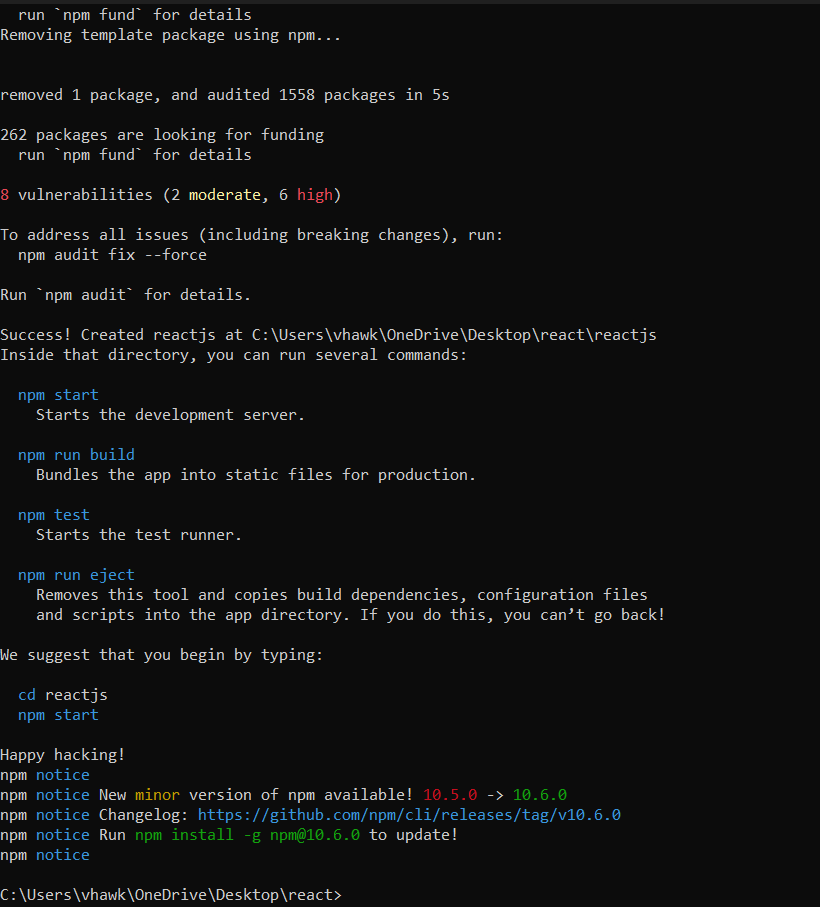 run `npm fund` for details
Removing template package using npm...
removed 1 package, and audited 1558 packages in 5s
262 packages are looking for funding
run `npm fund` for details
8 vulnerabilities (2 moderate, 6 high)
To address all issues (including breaking changes), run:
npm audit fix --force
Run `npm audit` for details.
Success! Created reactjs at C:\Users\vhawk\OneDrive\Desktop\react\reactjs
Inside that directory, you can run several commands:
npm start
Starts the development server.
npm run build
Bundles the app into static files for production.
npm test
Starts the test runner.
npm run eject
Removes this tool and copies build dependencies, configuration files
and scripts into the app directory. If you do this, you can’t go back!
We suggest that you begin by typing:
cd reactjs
npm start
Happy hacking!
npm notice
npm notice New minor version of npm available! 10.5.0 -> 10.6.0
npm notice Changelog: https://github.com/npm/cli/releases/tag/v10.6.0
npm notice Run npm install -g npm@10.6.0 to update!
npm notice
C:\Users\vhawk\OneDrive\Desktop\react>